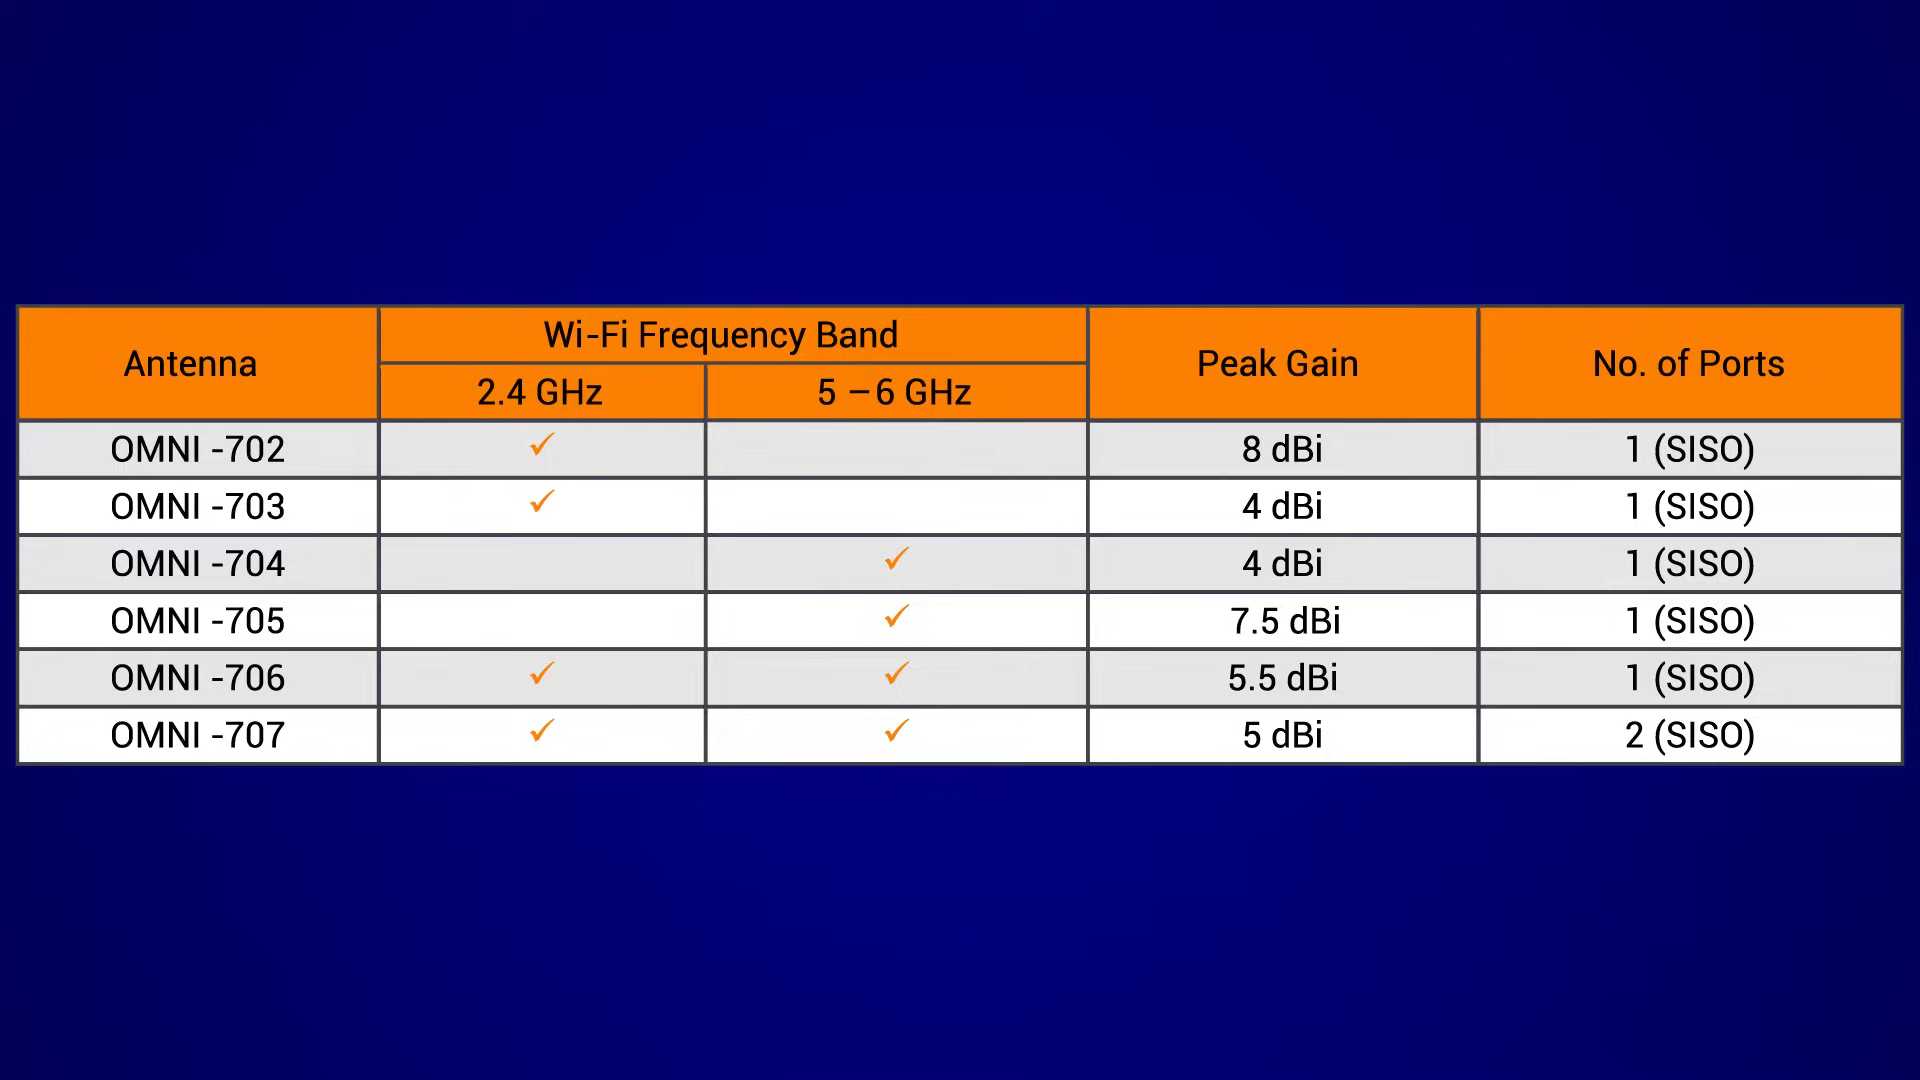 Antenna Wi-Fi Frequency Band Peak Gain No. of Ports
2.4 GHz 5 –6 GHz
OMNI -702 ✓ 8 dBi 1 (SISO)
OMNI -703 ✓ 4 dBi 1 (SISO)
OMNI -704 ✓ 4 dBi 1 (SISO)
OMNI -705 ✓ 7.5 dBi 1 (SISO)
OMNI -706 ✓ ✓ 5.5 dBi 1 (SISO)
OMNI -707 ✓ ✓ 5 dBi 2 (SISO)